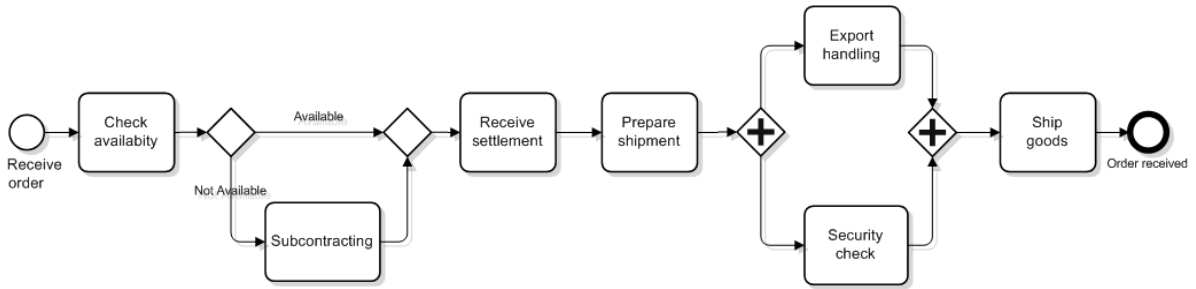 Receive
order
Check
availabity
Available
Not Available
Subcontracting
Receive
settlement
Prepare
shipment
Export
handling
Security
check
Ship
goods
Order received